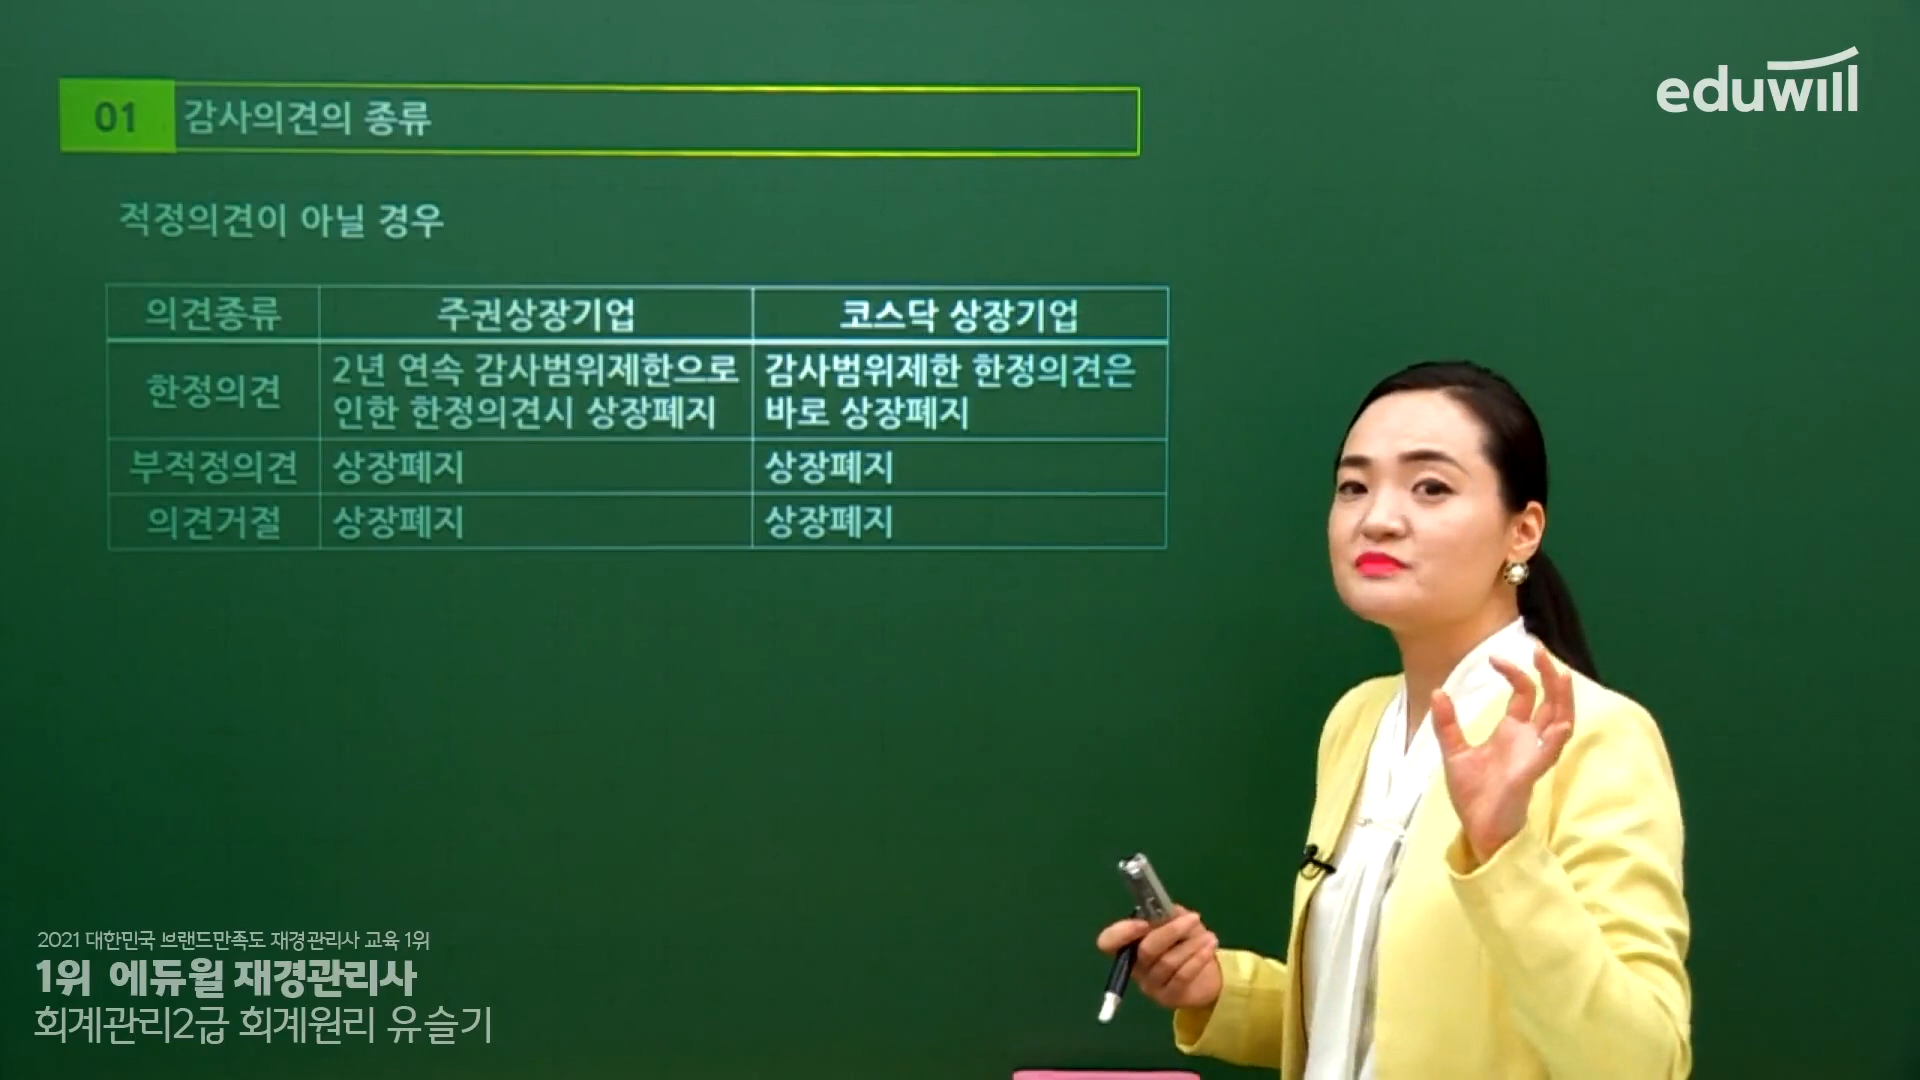 eduwill
01 감사의견의 종류
적정의견이 아닐 경우
의견종류 주권상장기업 코스닥 상장기업
한정의견 2년 연속 감사범위제한으로 인한 한정의견시 상장폐지 감사범위제한 한정의견은 바로 상장폐지
부적정의견 상장폐지 상장폐지
의견거절 상장폐지 상장폐지
2021 대한민국 브랜드만족도 재경관리사 교육 1위
1위 에듀윌 재경관리사
회계관리2급 회계원리 유슬기